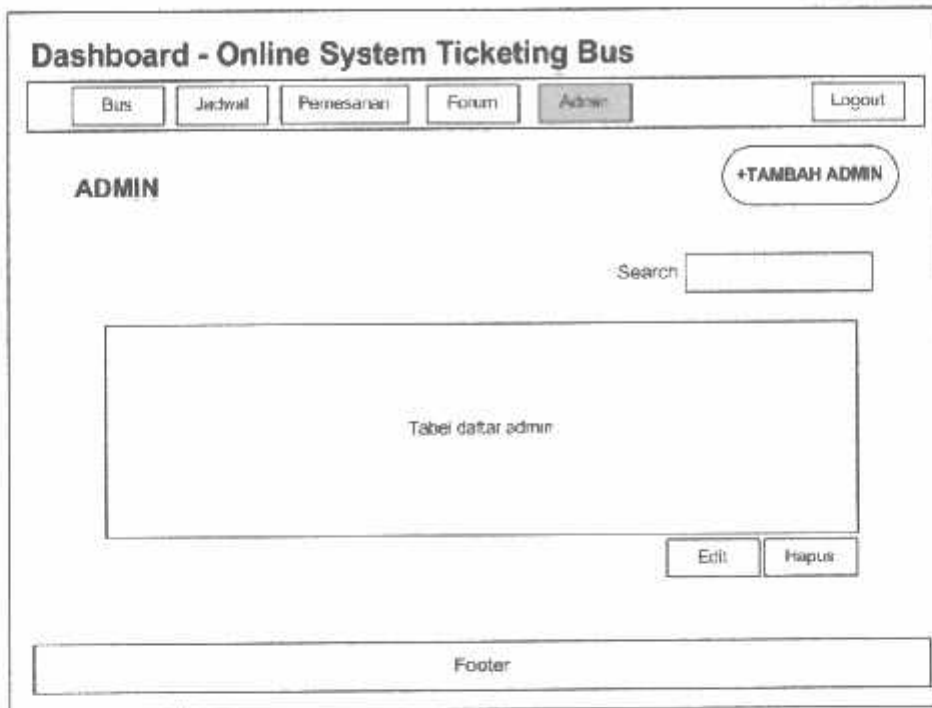 Dashboard - Online System Ticketing Bus
Bus Jadwal Pemesanan Forum Admin Logout
ADMIN
+TAMBAH ADMIN
Search
Tabel daftar admin
Edit Hapus
Footer